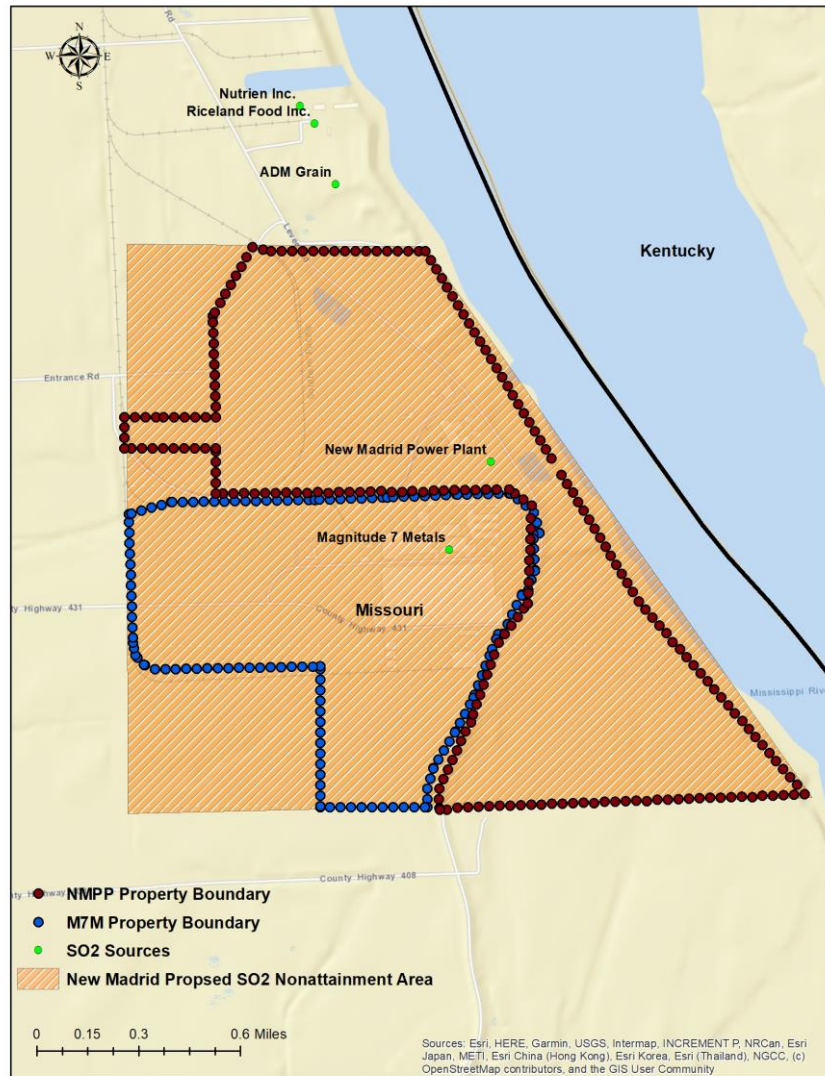 N
W E
S
Rd
Nutrien Inc.
Riceland Food Inc.
ADM Grain
Kentucky
Entrance Rd
New Madrid Power Plant
Magnitude 7 Metals
Missouri
County Highway 431
Mississippi River
County Highway 408
NMPP Property Boundary
M7M Property Boundary
SO2 Sources
New Madrid Propsed SO2 Nonattainment Area
0 0.15 0.3 0.6 Miles
Sources: Esri, HERE, Garmin, USGS, Intermap, INCREMENT P, NRCan, Esri
Japan, METI, Esri China (Hong Kong), Esri Korea, Esri (Thailand), NGCC, (c)
OpenStreetMap contributors, and the GIS User Community